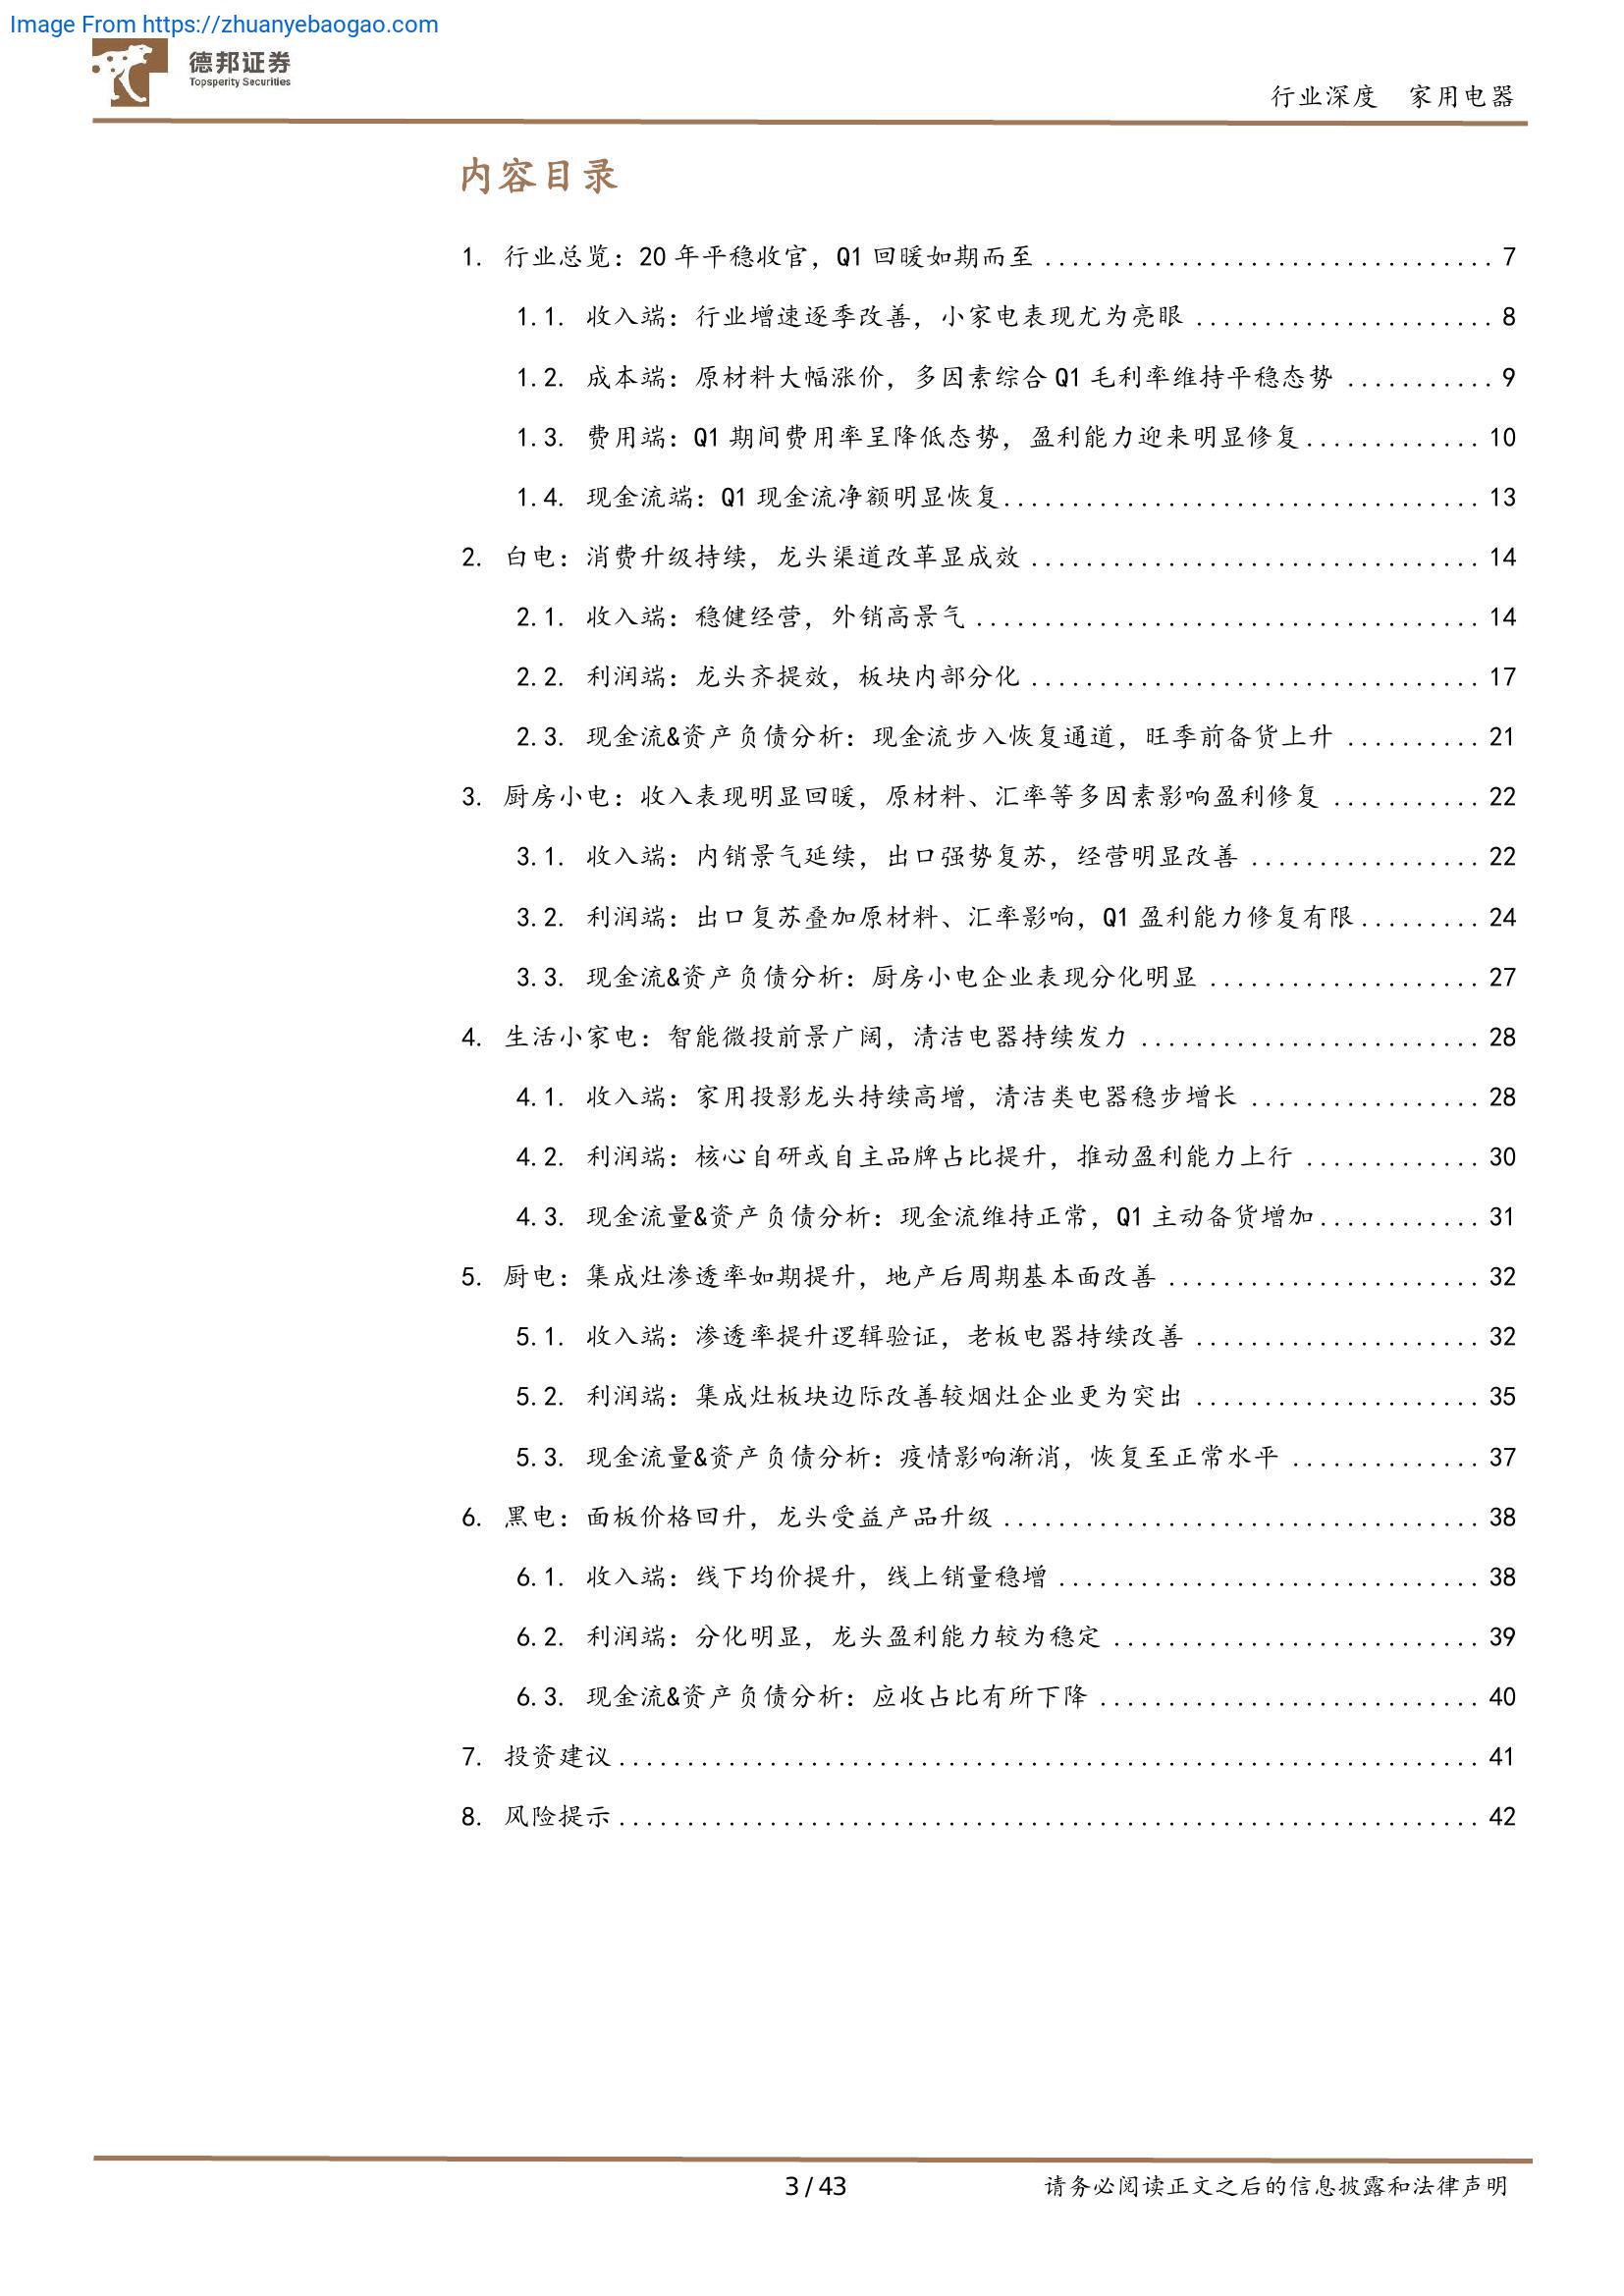 Image From https://zhuanyebaogao.com
德邦证券
Topsperity Securities
行业深度 家用电器
内容目录
1. 行业总览：20 年平稳收官，Q1 回暖如期而至 ................................. 7
1.1. 收入端：行业增速逐季改善，小家电表现尤为亮眼 ...................... 8
1.2. 成本端：原材料大幅涨价，多因素综合 Q1 毛利率维持平稳态势 ........... 9
1.3. 费用端：Q1 期间费用率呈降低态势，盈利能力迎来明显修复............. 10
1.4. 现金流端：Q1 现金流净额明显恢复................................... 13
2. 白电：消费升级持续，龙头渠道改革显成效 ................................. 14
2.1. 收入端：稳健经营，外销高景气 ..................................... 14
2.2. 利润端：龙头齐提效，板块内部分化 ................................. 17
2.3. 现金流&资产负债分析：现金流步入恢复通道，旺季前备货上升 .......... 21
3. 厨房小电：收入表现明显回暖，原材料、汇率等多因素影响盈利修复 ........... 22
3.1. 收入端：内销景气延续，出口强势复苏，经营明显改善 ................. 22
3.2. 利润端：出口复苏叠加原材料、汇率影响，Q1 盈利能力修复有限......... 24
3.3. 现金流&资产负债分析：厨房小电企业表现分化明显 .................... 27
4. 生活小家电：智能微投前景广阔，清洁电器持续发力 ......................... 28
4.1. 收入端：家用投影龙头持续高增，清洁类电器稳步增长 ................. 28
4.2. 利润端：核心自研或自主品牌占比提升，推动盈利能力上行 ............. 30
4.3. 现金流量&资产负债分析：现金流维持正常，Q1 主动备货增加............ 31
5. 厨电：集成灶渗透率如期提升，地产后周期基本面改善 ....................... 32
5.1. 收入端：渗透率提升逻辑验证，老板电器持续改善 ..................... 32
5.2. 利润端：集成灶板块边际改善较烟灶企业更为突出 ..................... 35
5.3. 现金流量&资产负债分析：疫情影响渐消，恢复至正常水平 .............. 37
6. 黑电：面板价格回升，龙头受益产品升级 ................................... 38
6.1. 收入端：线下均价提升，线上销量稳增 ............................... 38
6.2. 利润端：分化明显，龙头盈利能力较为稳定 ........................... 39
6.3. 现金流&资产负债分析：应收占比有所下降 ............................ 40
7. 投资建议............................................................... 41
8. 风险提示............................................................... 42
3 / 43
请务必阅读正文之后的信息披露和法律声明